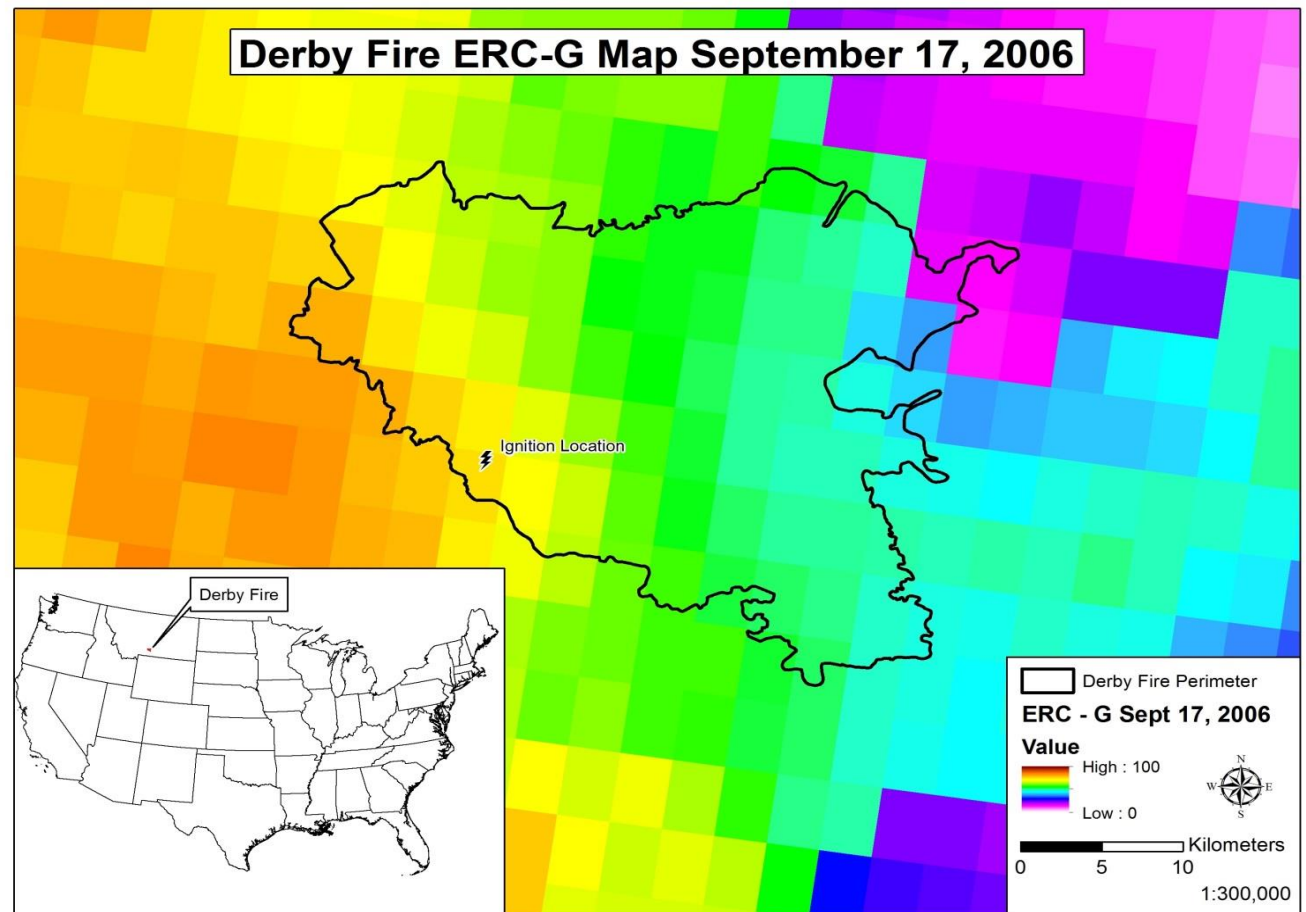 Derby Fire ERC-G Map September 17, 2006
Ignition Location
Derby Fire
Derby Fire Perimeter
ERC - G Sept 17, 2006
Value
High : 100
Low : 0
N
W
E
S
Kilometers
0 5 10
1:300,000